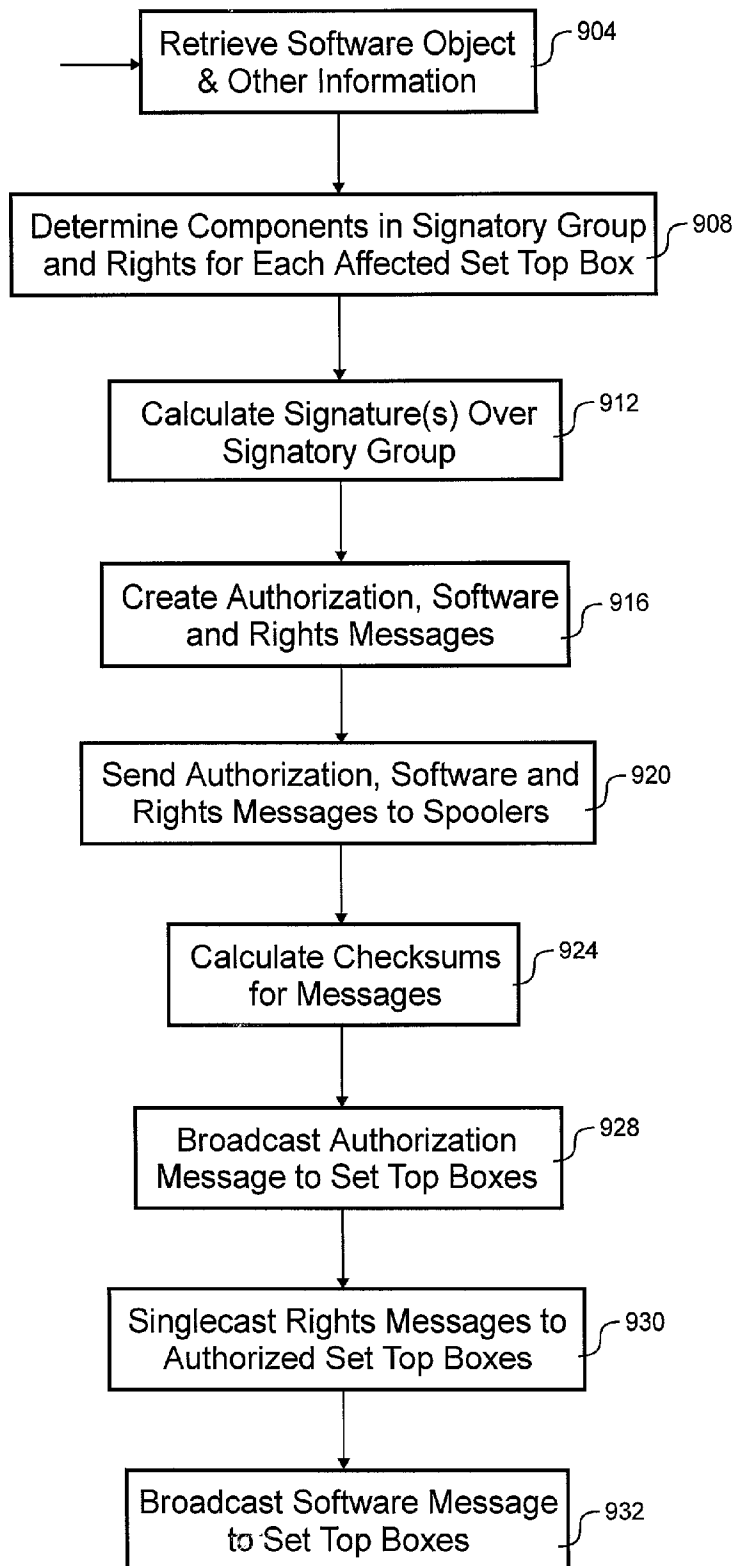 Retrieve Software Object
& Other Information
904
Determine Components in Signatory Group
and Rights for Each Affected Set Top Box
908
Calculate Signature(s) Over
Signatory Group
912
Create Authorization, Software
and Rights Messages
916
Send Authorization, Software and
Rights Messages to Spoolers
920
Calculate Checksums
for Messages
924
Broadcast Authorization
Message to Set Top Boxes
928
Singlecast Rights Messages to
Authorized Set Top Boxes
930
Broadcast Software Message
to Set Top Boxes
932